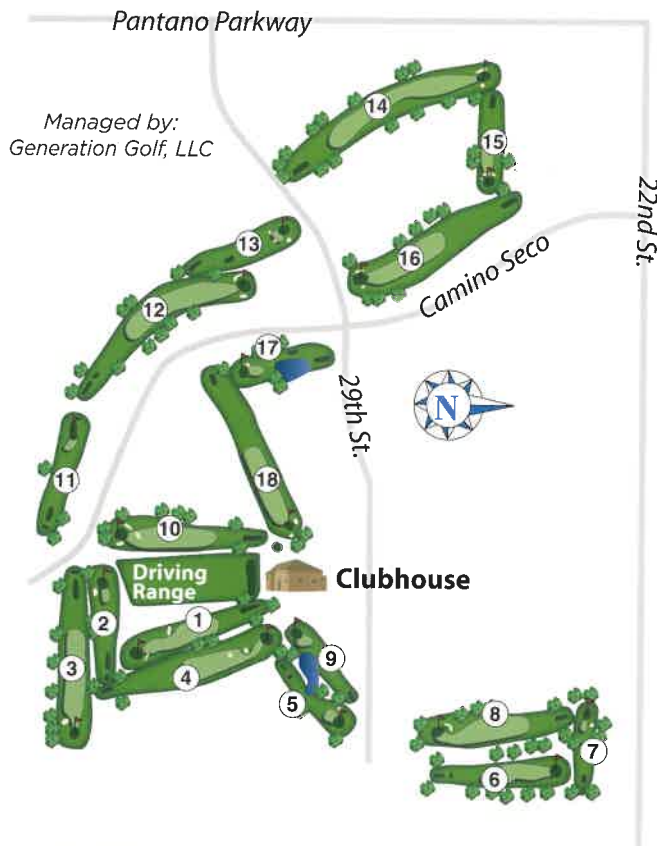 Pantano Parkway
Managed by:
Generation Golf, LLC
14
15
22nd St.
13
16
Camino Seco
12
17
29th St.
N
11
18
10
Driving
Range
Clubhouse
1
2
3
4
9
5
8
7
6